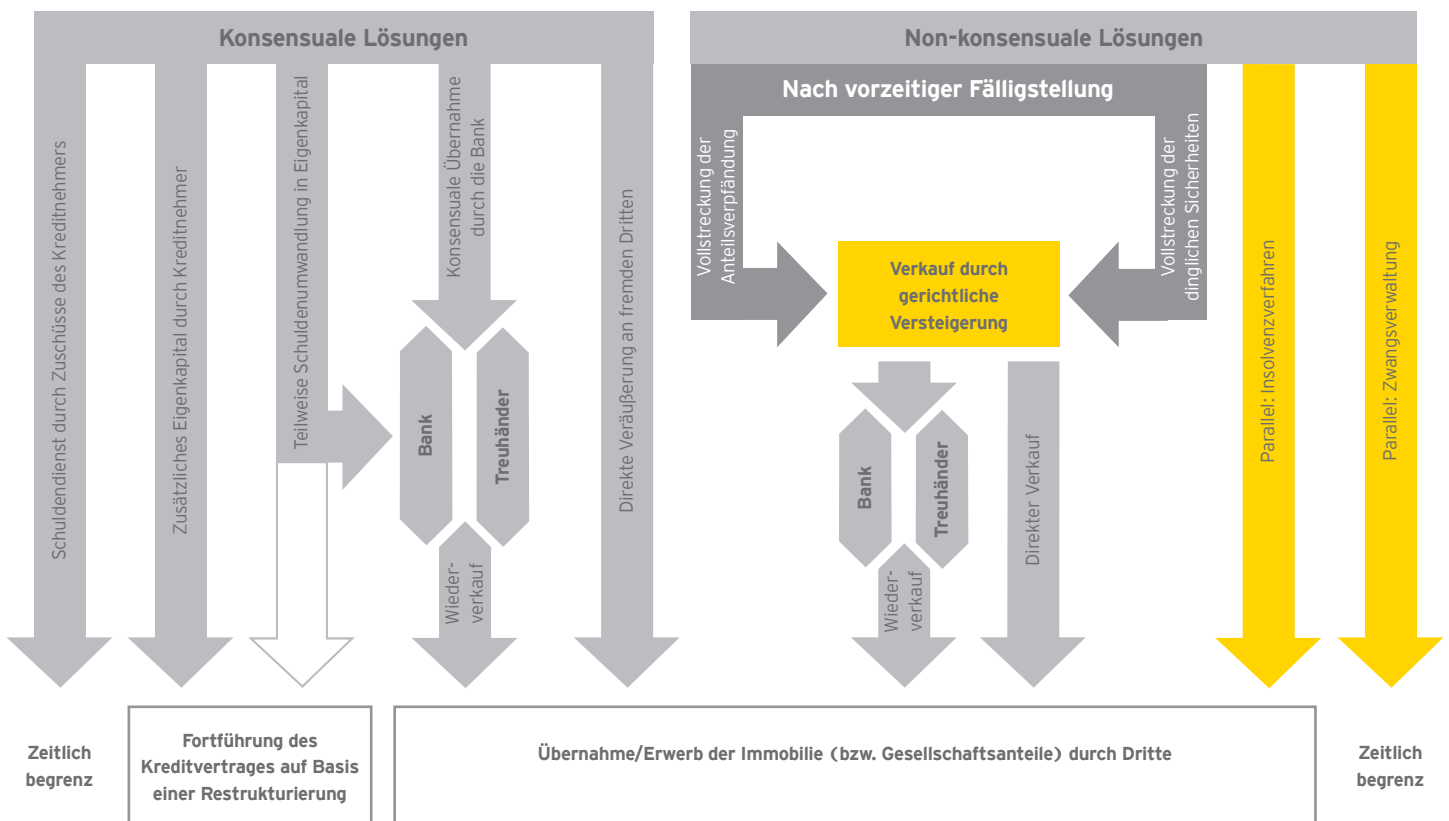 Konsensuale Lösungen
Non-konsensuale Lösungen
Nach vorzeitiger Fälligstellung
Schuldendienst durch Zuschüsse des Kreditnehmers
Zusätzliches Eigenkapital durch Kreditnehmer
Teilweise Schuldenumwandlung in Eigenkapital
Konsensuale Übernahme
durch die Bank
Bank
Treuhänder
Wieder-
verkauf
Direkte Veräußerung an fremden Dritten
Vollstreckung der
Anteilsverpfändung
Verkauf durch
gerichtliche
Versteigerung
Vollstreckung der
dinglichen Sicherheiten
Bank
Treuhänder
Wieder-
verkauf
Direkter Verkauf
Parallel: Insolvenzverfahren
Parallel: Zwangsverwaltung
Zeitlich
begrenz
Fortführung des
Kreditvertrages auf Basis
einer Restrukturierung
Übernahme/Erwerb der Immobilie (bzw. Gesellschaftsanteile) durch Dritte
Zeitlich
begrenz